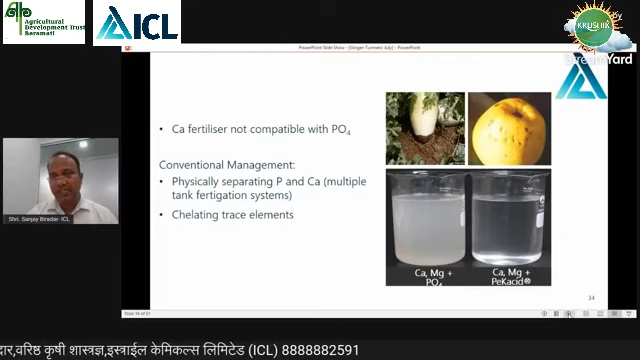 Agricultural
Development Trust
Baramati
ICL
KRUSHIK
StreamYard
PowerPoint Slide Show - [Ginger-Turmeric July] - PowerPoint
• Ca fertiliser not compatible with PO₄
Conventional Management:
• Physically separating P and Ca (multiple
tank fertigation systems)
• Chelating trace elements
Ca, Mg +
PO₄
Ca, Mg +
PeKacid®
34
Shri. Sanjay Biradar- ICL
दार,वरिष्ठ कृषी शास्त्रज्ञ,इस्त्राईल केमिकल्स लिमिटेड (ICL) 8888882591